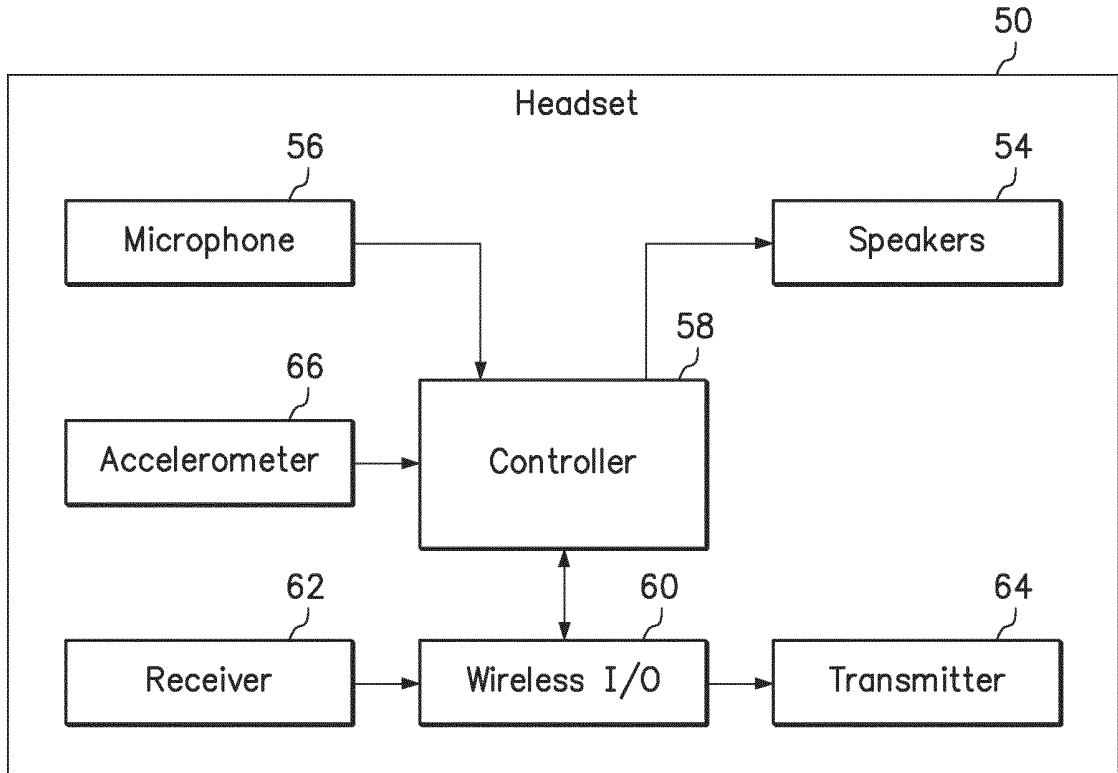 50
Headset
56
54
Microphone
Speakers
58
66
Accelerometer
Controller
62
60
64
Receiver
Wireless I/O
Transmitter